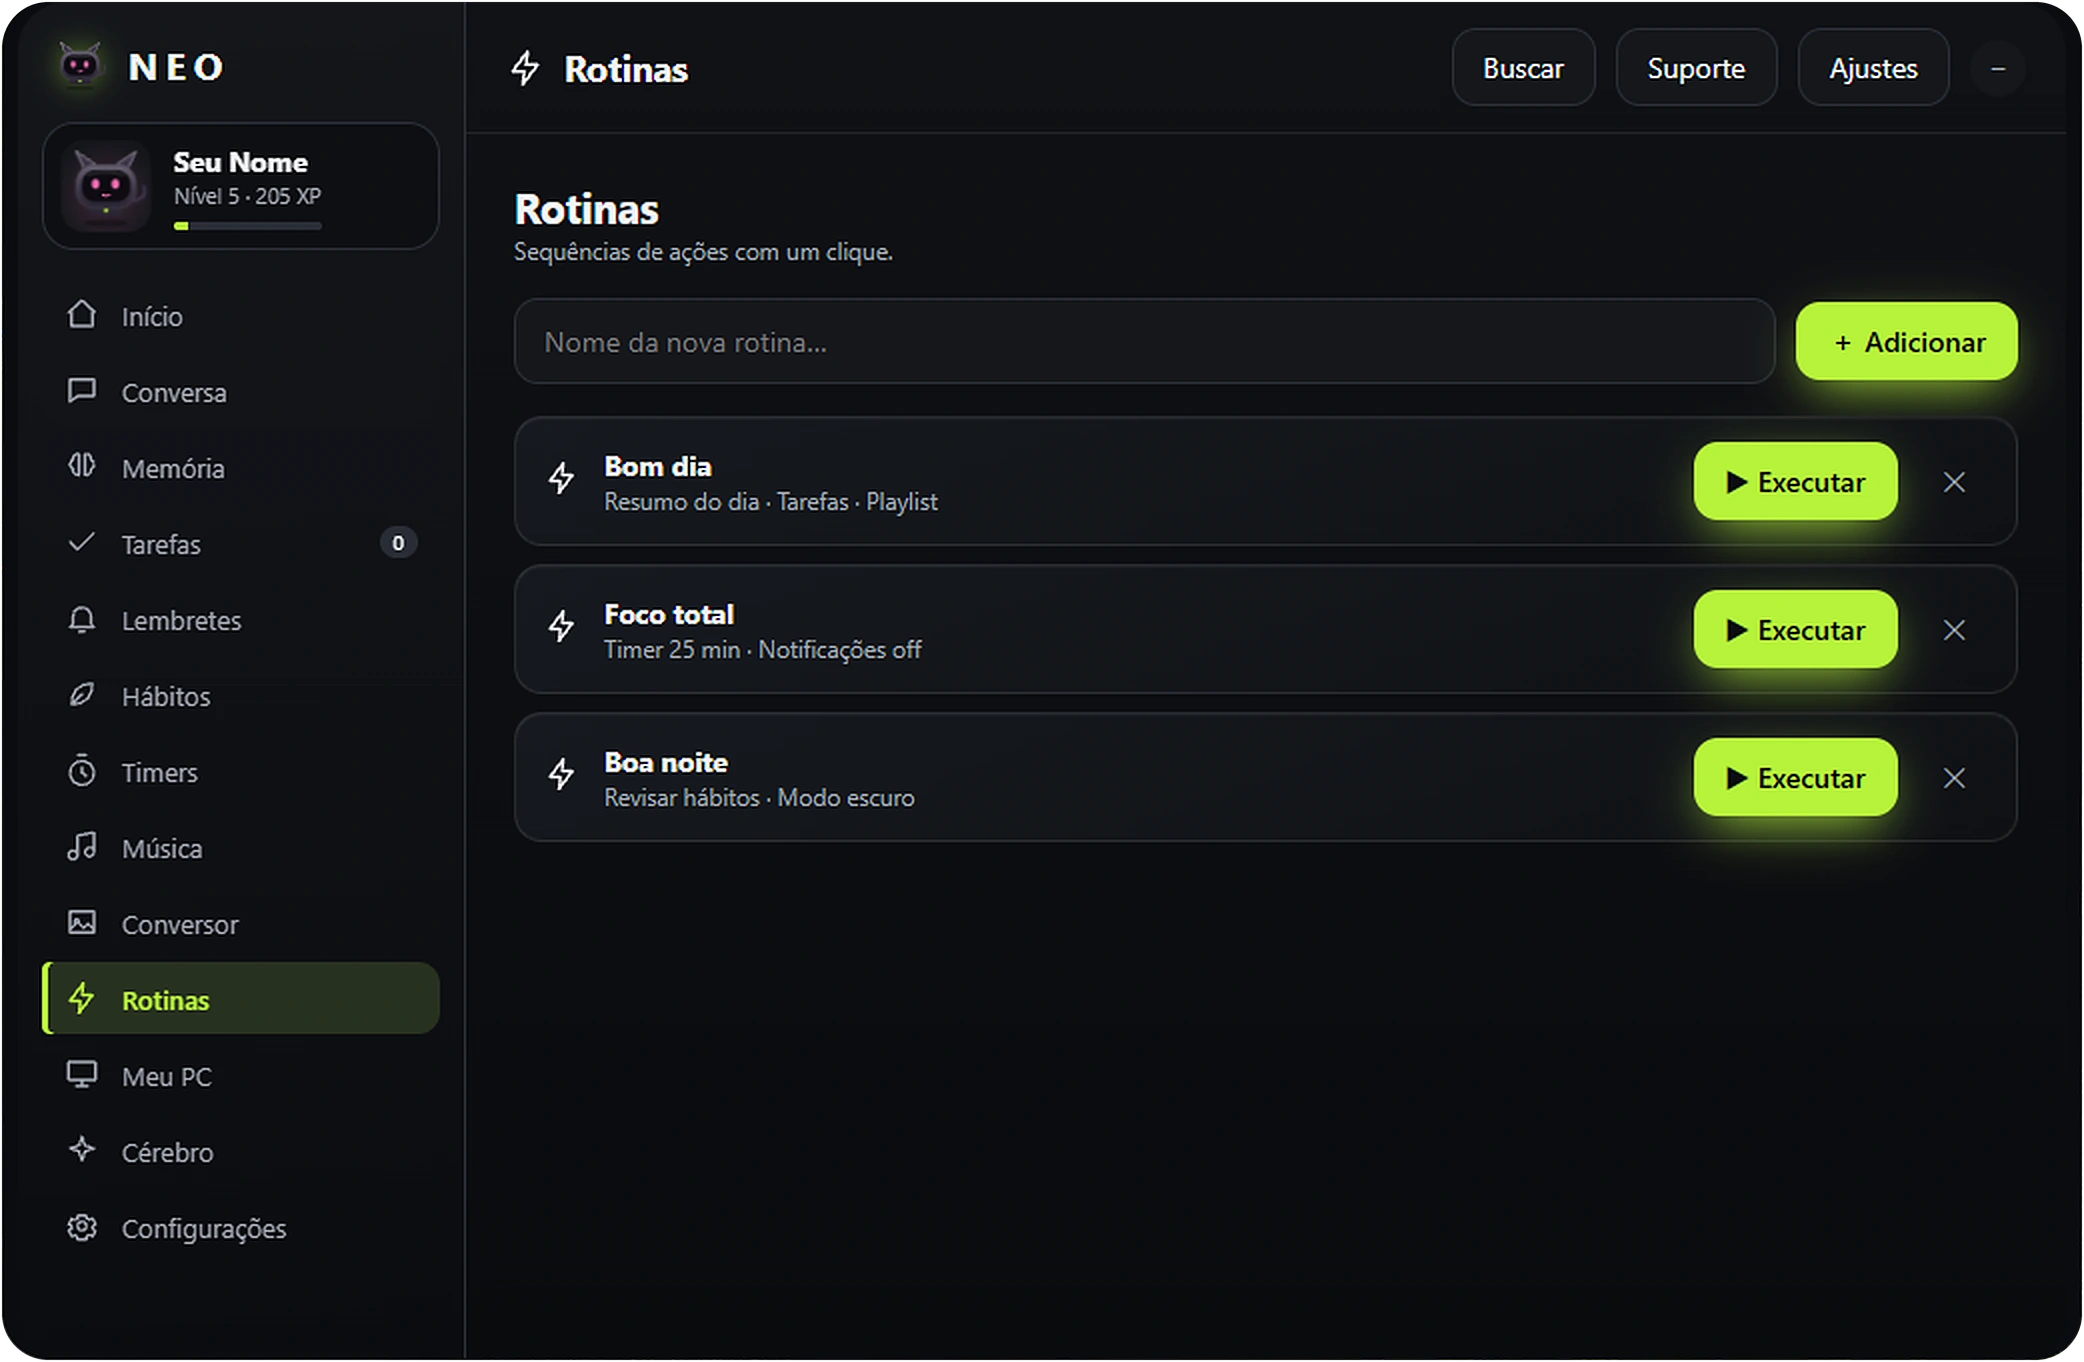 NEO
Seu Nome
Nível 5 · 205 XP
Início
Conversa
Memória
Tarefas 0
Lembretes
Hábitos
Timers
Música
Conversor
Rotinas
Meu PC
Cérebro
Configurações
Rotinas
Buscar
Suporte
Ajustes
–
Rotinas
Sequências de ações com um clique.
Nome da nova rotina...
+ Adicionar
Bom dia
Resumo do dia · Tarefas · Playlist
▶ Executar
Foco total
Timer 25 min · Notificações off
▶ Executar
Boa noite
Revisar hábitos · Modo escuro
▶ Executar